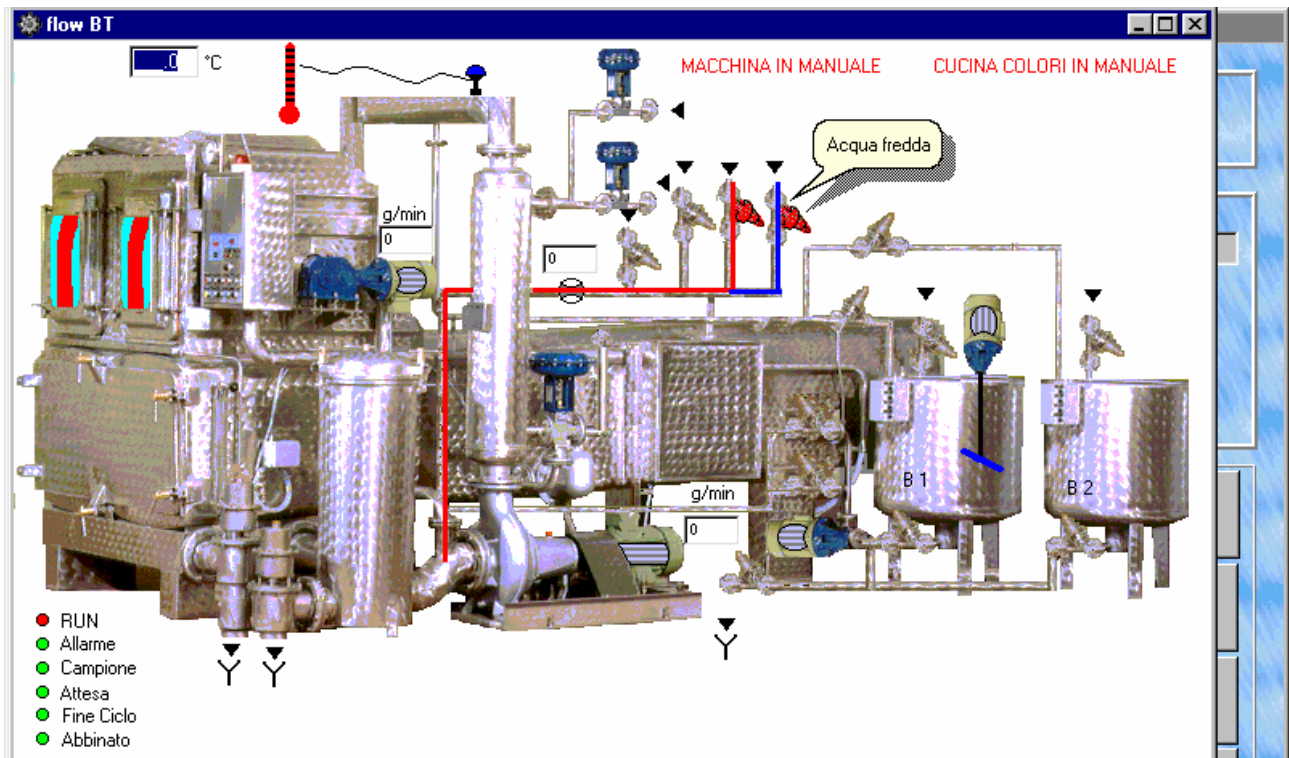 flow BT
.0 °C
MACCHINA IN MANUALE
CUCINA COLORI IN MANUALE
Acqua fredda
g/min
0
0
B 1
B 2
g/min
0
RUN
Allarme
Campione
Attesa
Fine Ciclo
Abbinato